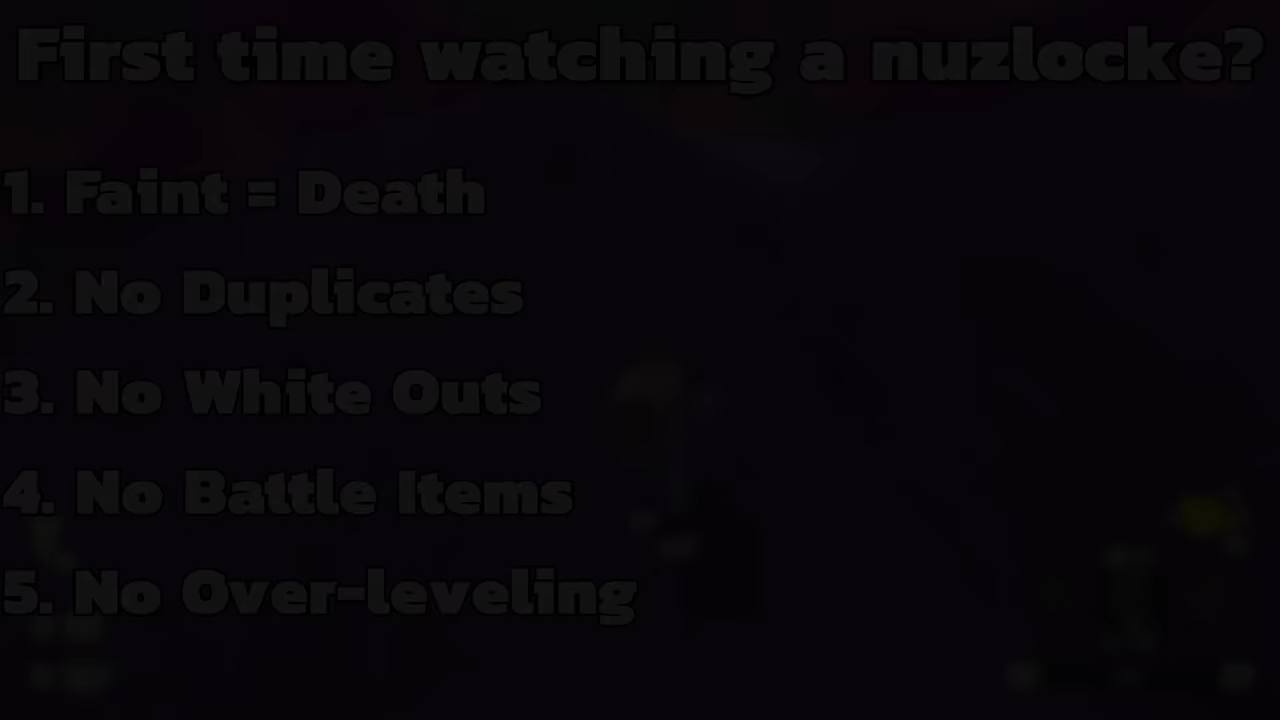 First time watching a nuzlocke?
1. Faint = Death
2. No Duplicates
3. No White Outs
4. No Battle Items
5. No Over-leveling